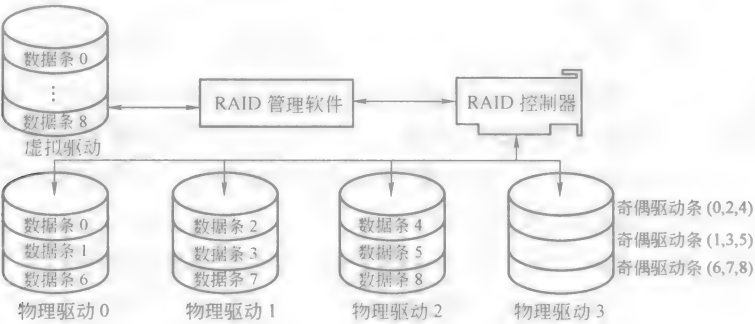 数据条 0
⋮
数据条 8
虚拟驱动
RAID 管理软件
RAID 控制器
数据条 0
数据条 1
数据条 6
物理驱动 0
数据条 2
数据条 3
数据条 7
物理驱动 1
数据条 4
数据条 5
数据条 8
物理驱动 2
奇偶驱动条 (0,2,4)
奇偶驱动条 (1,3,5)
奇偶驱动条 (6,7,8)
物理驱动 3